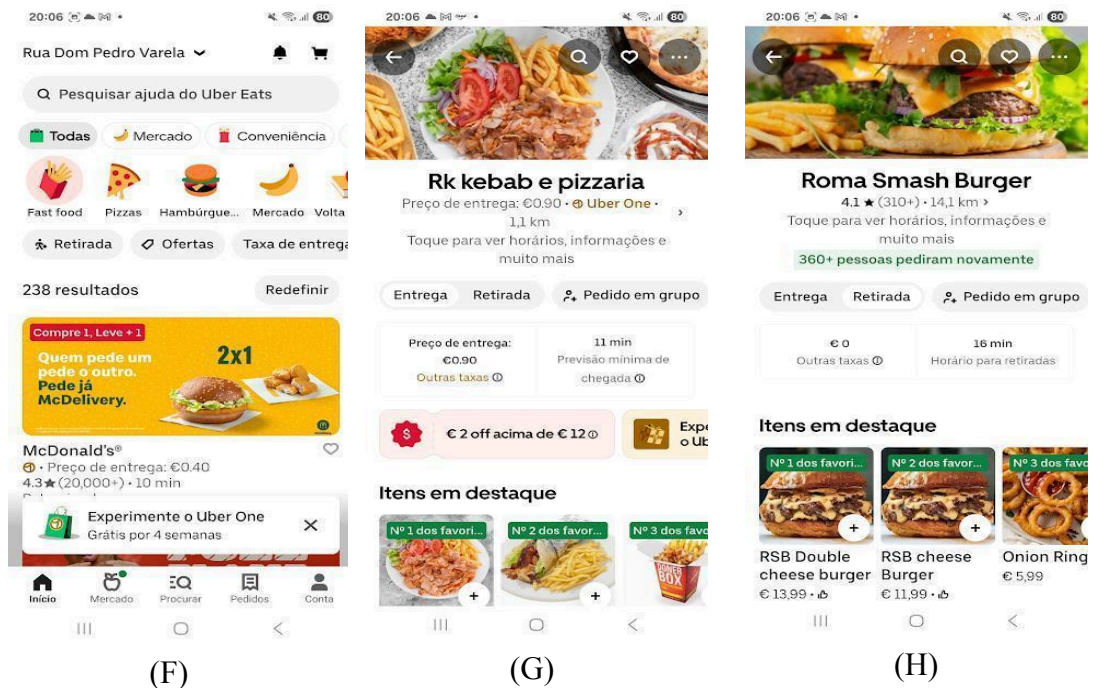 20:06
80
Rua Dom Pedro Varela
Pesquisar ajuda do Uber Eats
Todas
Mercado
Conveniência
Fast food
Pizzas
Hambúrgue...
Mercado
Volta
Retirada
Ofertas
Taxa de entrega
238 resultados
Redefinir
Compre 1, Leve + 1
Quem pede um
pede o outro.
Pede já
McDelivery.
2x1
McDonald's®
• Preço de entrega: €0.40
4.3★(20,000+) • 10 min
Experimente o Uber One
Grátis por 4 semanas
Início
Mercado
Procurar
Pedidos
Conta
(F)
20:06
80
Rk kebab e pizzaria
Preço de entrega: €0.90 • Uber One •
1,1 km
Toque para ver horários, informações e
muito mais
Entrega
Retirada
Pedido em grupo
Preço de entrega:
€0.90
Outras taxas
11 min
Previsão mínima de
chegada
$
€ 2 off acima de € 12
Expe
o Ub
Itens em destaque
Nº 1 dos favori...
Nº 2 dos favor...
Nº 3 dos favo
DONER
BOX
(G)
20:06
80
Roma Smash Burger
4.1 ★ (310+) • 14,1 km >
Toque para ver horários, informações e
muito mais
360+ pessoas pediram novamente
Entrega
Retirada
Pedido em grupo
€ 0
Outras taxas
16 min
Horário para retiradas
Itens em destaque
Nº 1 dos favori...
Nº 2 dos favor...
Nº 3 dos favo
RSB Double
cheese burger
€ 13,99 •
RSB cheese
Burger
€ 11,99 •
Onion Ring
€ 5,99
(H)